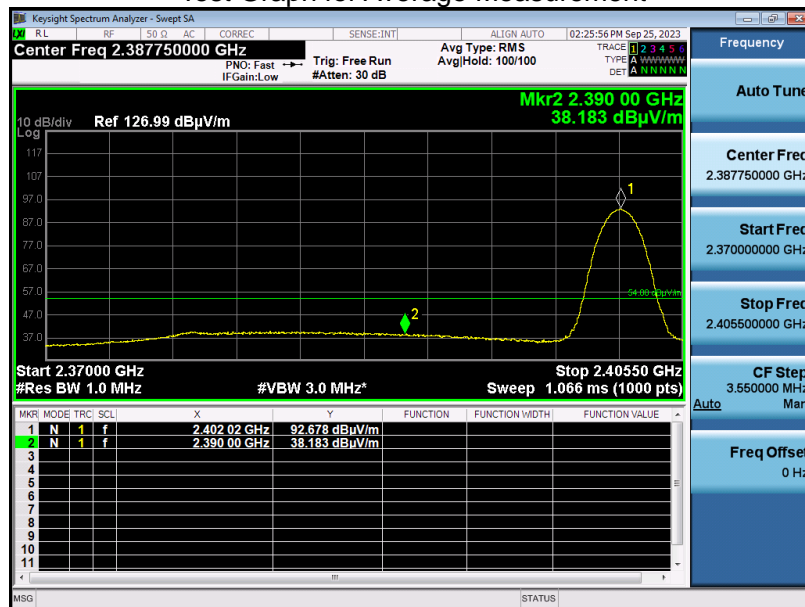 Keysight Spectrum Analyzer - Swept SA
RL RF 50 Ω AC CORREC SENSE:INT ALIGN AUTO 02:25:56 PM Sep 25, 2023
Center Freq 2.387750000 GHz
PNO: Fast
IFGain:Low
Trig: Free Run
#Atten: 30 dB
Avg Type: RMS
Avg|Hold: 100/100
TRACE 1 2 3 4 5 6
TYPE A WWWWW
DET A N N N N N
Mkr2 2.390 00 GHz
38.183 dBµV/m
10 dB/div Ref 126.99 dBµV/m
Log
117
107
97.0
87.0
77.0
67.0
57.0
47.0
37.0
1
2
54.00 dBµV/m
Start 2.37000 GHz Stop 2.40550 GHz
#Res BW 1.0 MHz #VBW 3.0 MHz* Sweep 1.066 ms (1000 pts)
MKR MODE TRC SCL X Y FUNCTION FUNCTION WIDTH FUNCTION VALUE
1 N 1 f 2.402 02 GHz 92.678 dBµV/m
2 N 1 f 2.390 00 GHz 38.183 dBµV/m
3
4
5
6
7
8
9
10
11
MSG STATUS
Frequency
Auto Tune
Center Freq
2.387750000 GHz
Start Freq
2.370000000 GHz
Stop Freq
2.405500000 GHz
CF Step
3.550000 MHz
Auto Man
Freq Offset
0 Hz